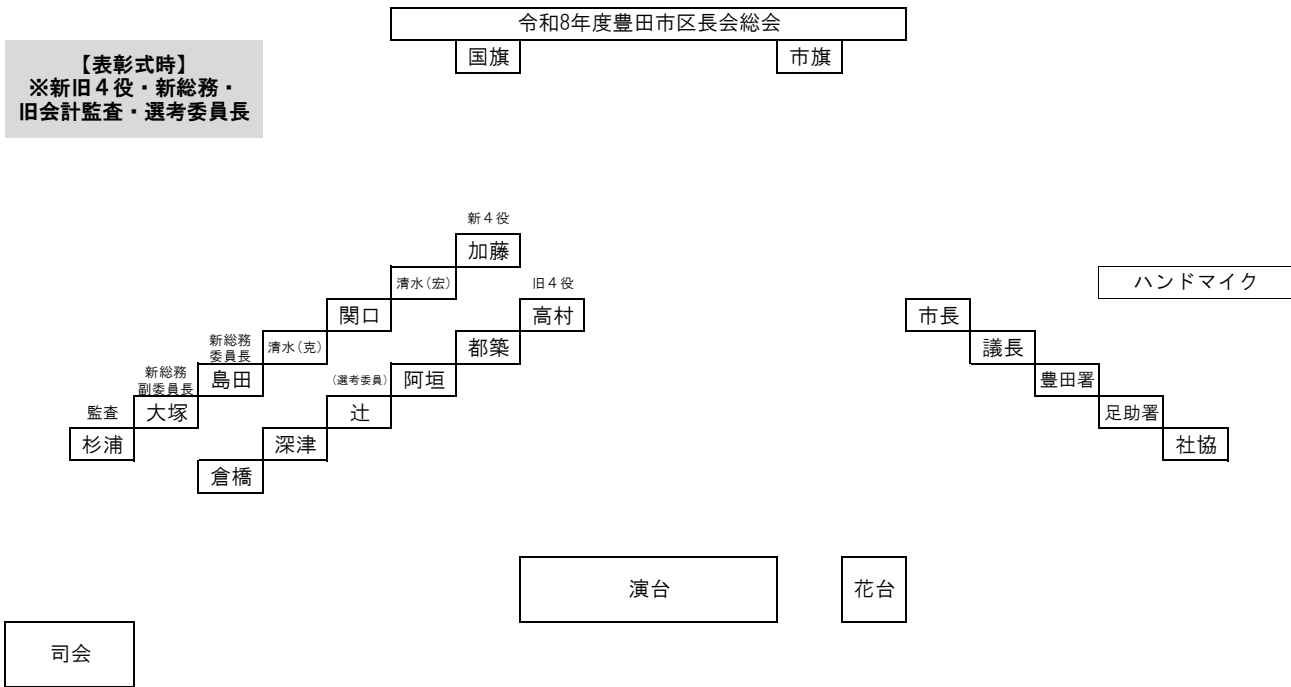 令和8年度豊田市区長会総会
国旗
市旗
【表彰式時】
※新旧４役・新総務・
旧会計監査・選考委員長
新４役
加藤
清水(宏)
旧４役
ハンドマイク
関口
高村
市長
新総務
委員長
清水(克)
都築
議長
新総務
副委員長
島田
(選考委員)
阿垣
豊田署
監査
大塚
辻
足助署
杉浦
深津
社協
倉橋
演台
花台
司会